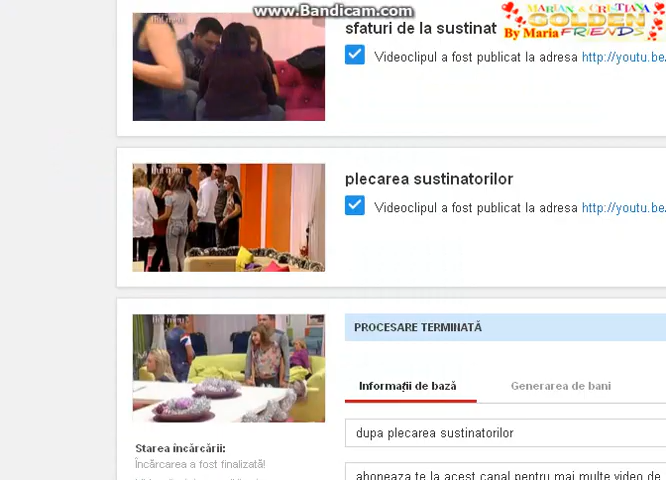 www.Bandicam.com
MARIAN & CRISTIANA
GOLDEN
By Maria FRIENDS
sfaturi de la sustinat
Videoclipul a fost publicat la adresa http://youtu.be/
plecarea sustinatorilor
Videoclipul a fost publicat la adresa http://youtu.be/
PROCESARE TERMINATĂ
Informații de bază
Generarea de bani
dupa plecarea sustinatorilor
Starea încărcării:
Încărcarea a fost finalizată!
aboneaza te la acest canal pentru mai multe video de